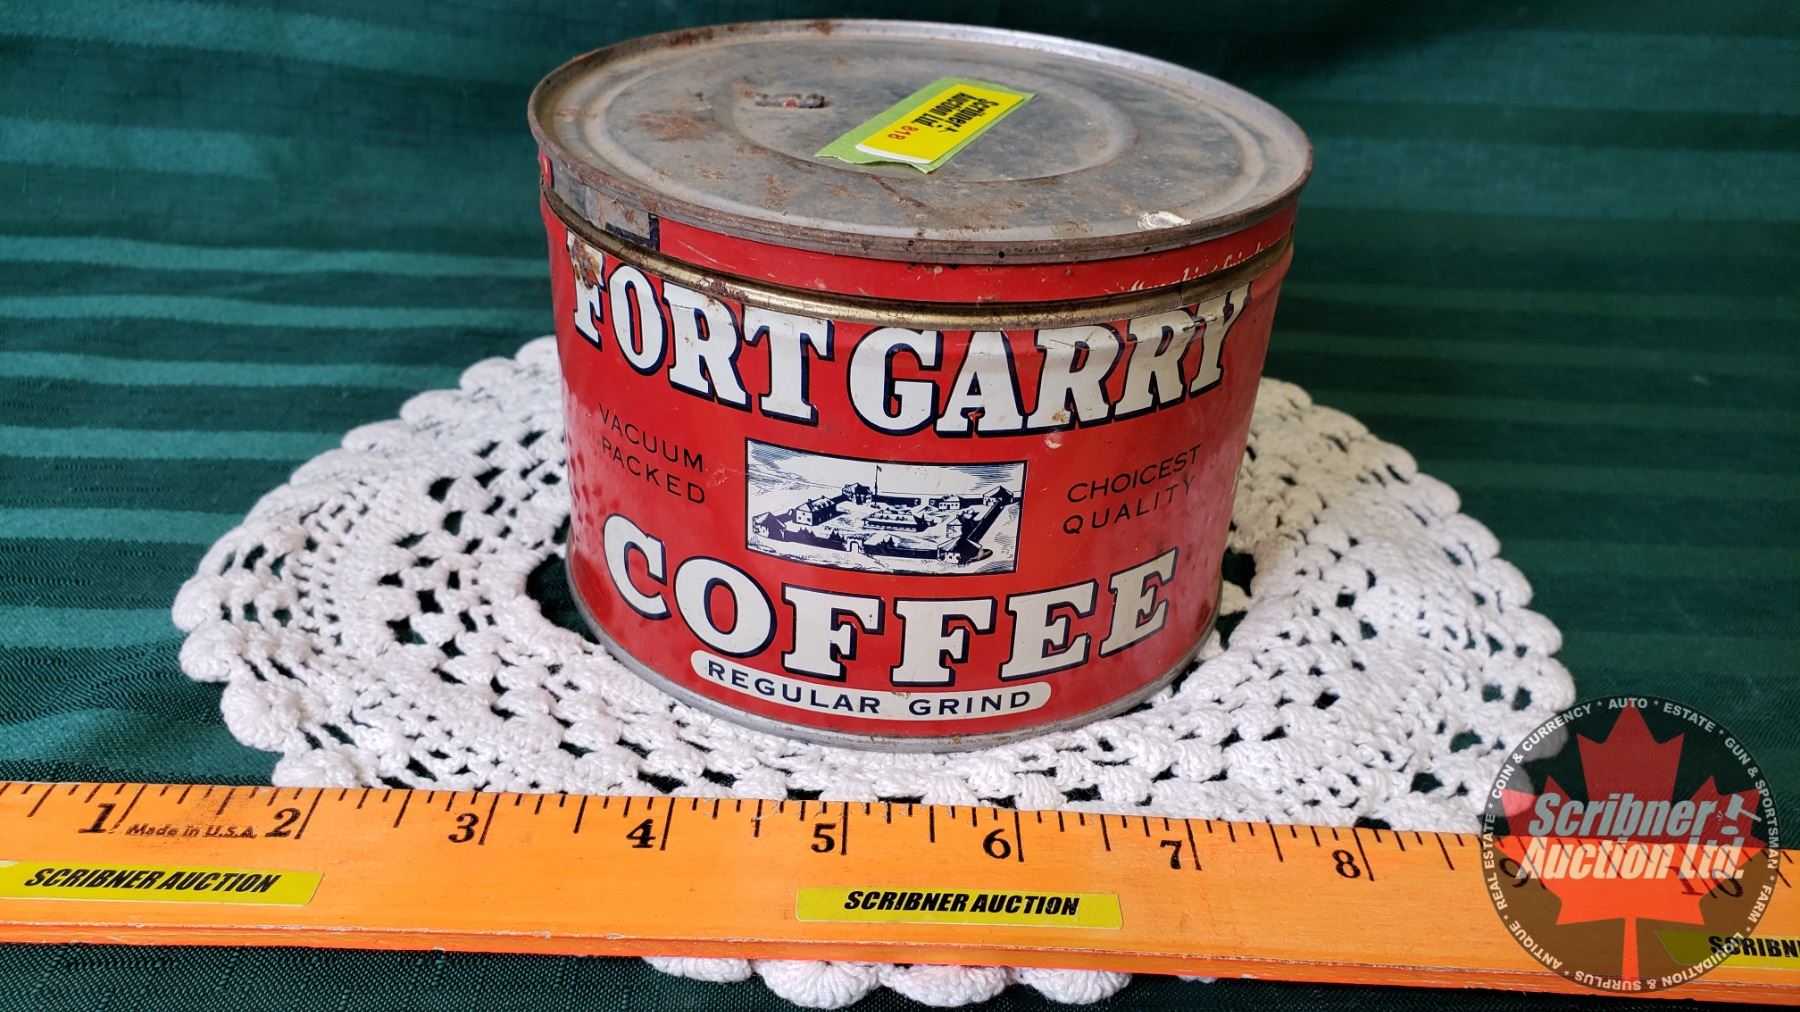 Scribner
Auction Ltd.
818
FORT GARRY
VACUUM
PACKED
CHOICEST
QUALITY
COFFEE
REGULAR GRIND
1 2 3 4 5 6 7 8 9 10
Made in U.S.A.
SCRIBNER AUCTION
SCRIBNER AUCTION
SCRIBN
REAL ESTATE * COIN & CURRENCY * AUTO * ESTATE * GUN & SPORTSMAN * FARM * LIQUIDATION & SURPLUS * ANTIQUE *
Scribner
Auction Ltd.